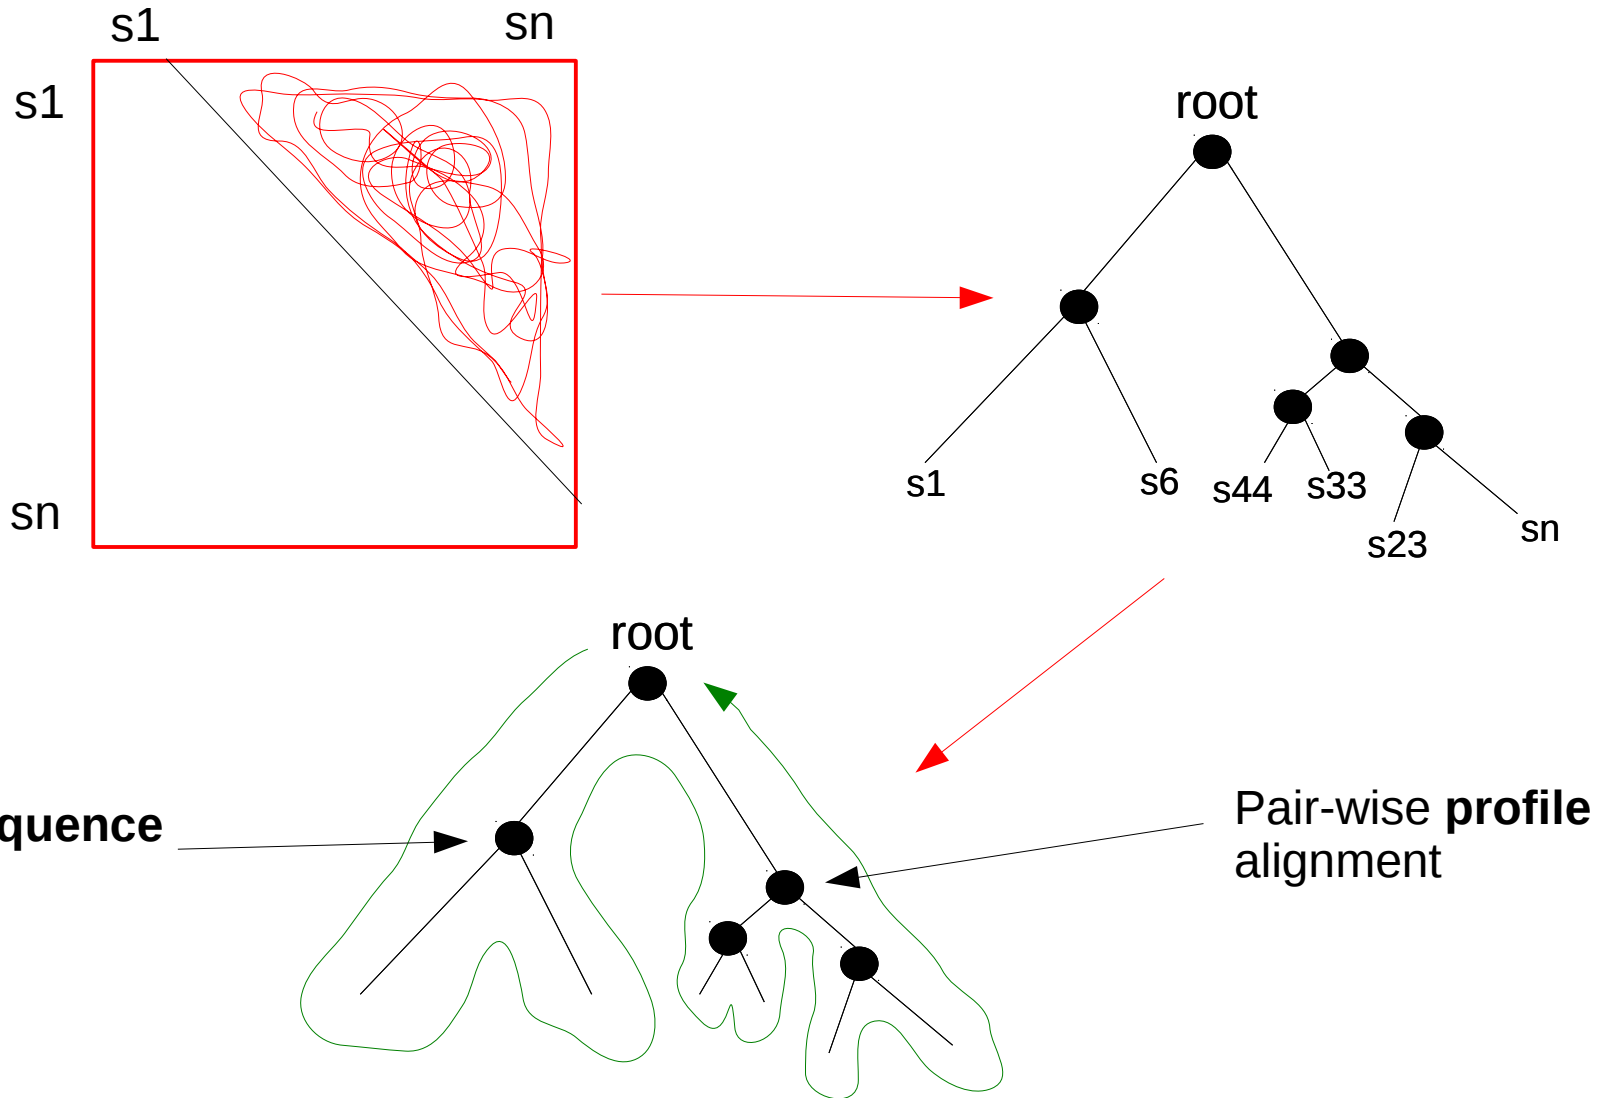 s1 sn
s1
sn
root
s1 s6 s44 s33
s23 sn
root
quence
Pair-wise profile
alignment